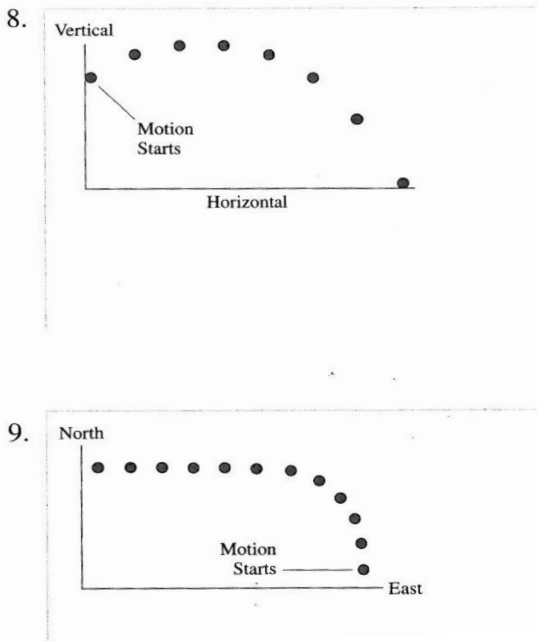 8.
Vertical
Motion
Starts
Horizontal
9.
North
Motion
Starts
East